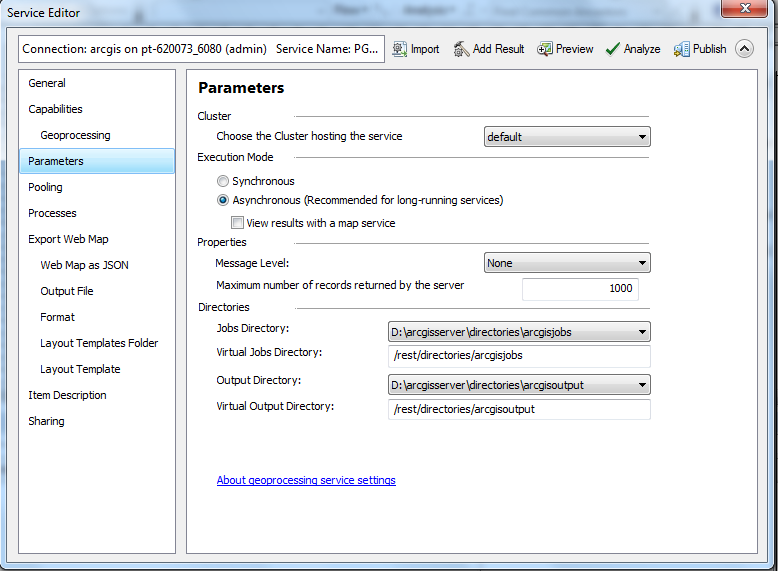 Service Editor
Connection: arcgis on pt-620073_6080 (admin) Service Name: PG...
Import
Add Result
Preview
Analyze
Publish
General
Capabilities
Geoprocessing
Parameters
Pooling
Processes
Export Web Map
Web Map as JSON
Output File
Format
Layout Templates Folder
Layout Template
Item Description
Sharing
Parameters
Cluster
Choose the Cluster hosting the service default
Execution Mode
Synchronous
Asynchronous (Recommended for long-running services)
View results with a map service
Properties
Message Level: None
Maximum number of records returned by the server 1000
Directories
Jobs Directory: D:\arcgisserver\directories\arcgisjobs
Virtual Jobs Directory: /rest/directories/arcgisjobs
Output Directory: D:\arcgisserver\directories\arcgisoutput
Virtual Output Directory: /rest/directories/arcgisoutput
About geoprocessing service settings